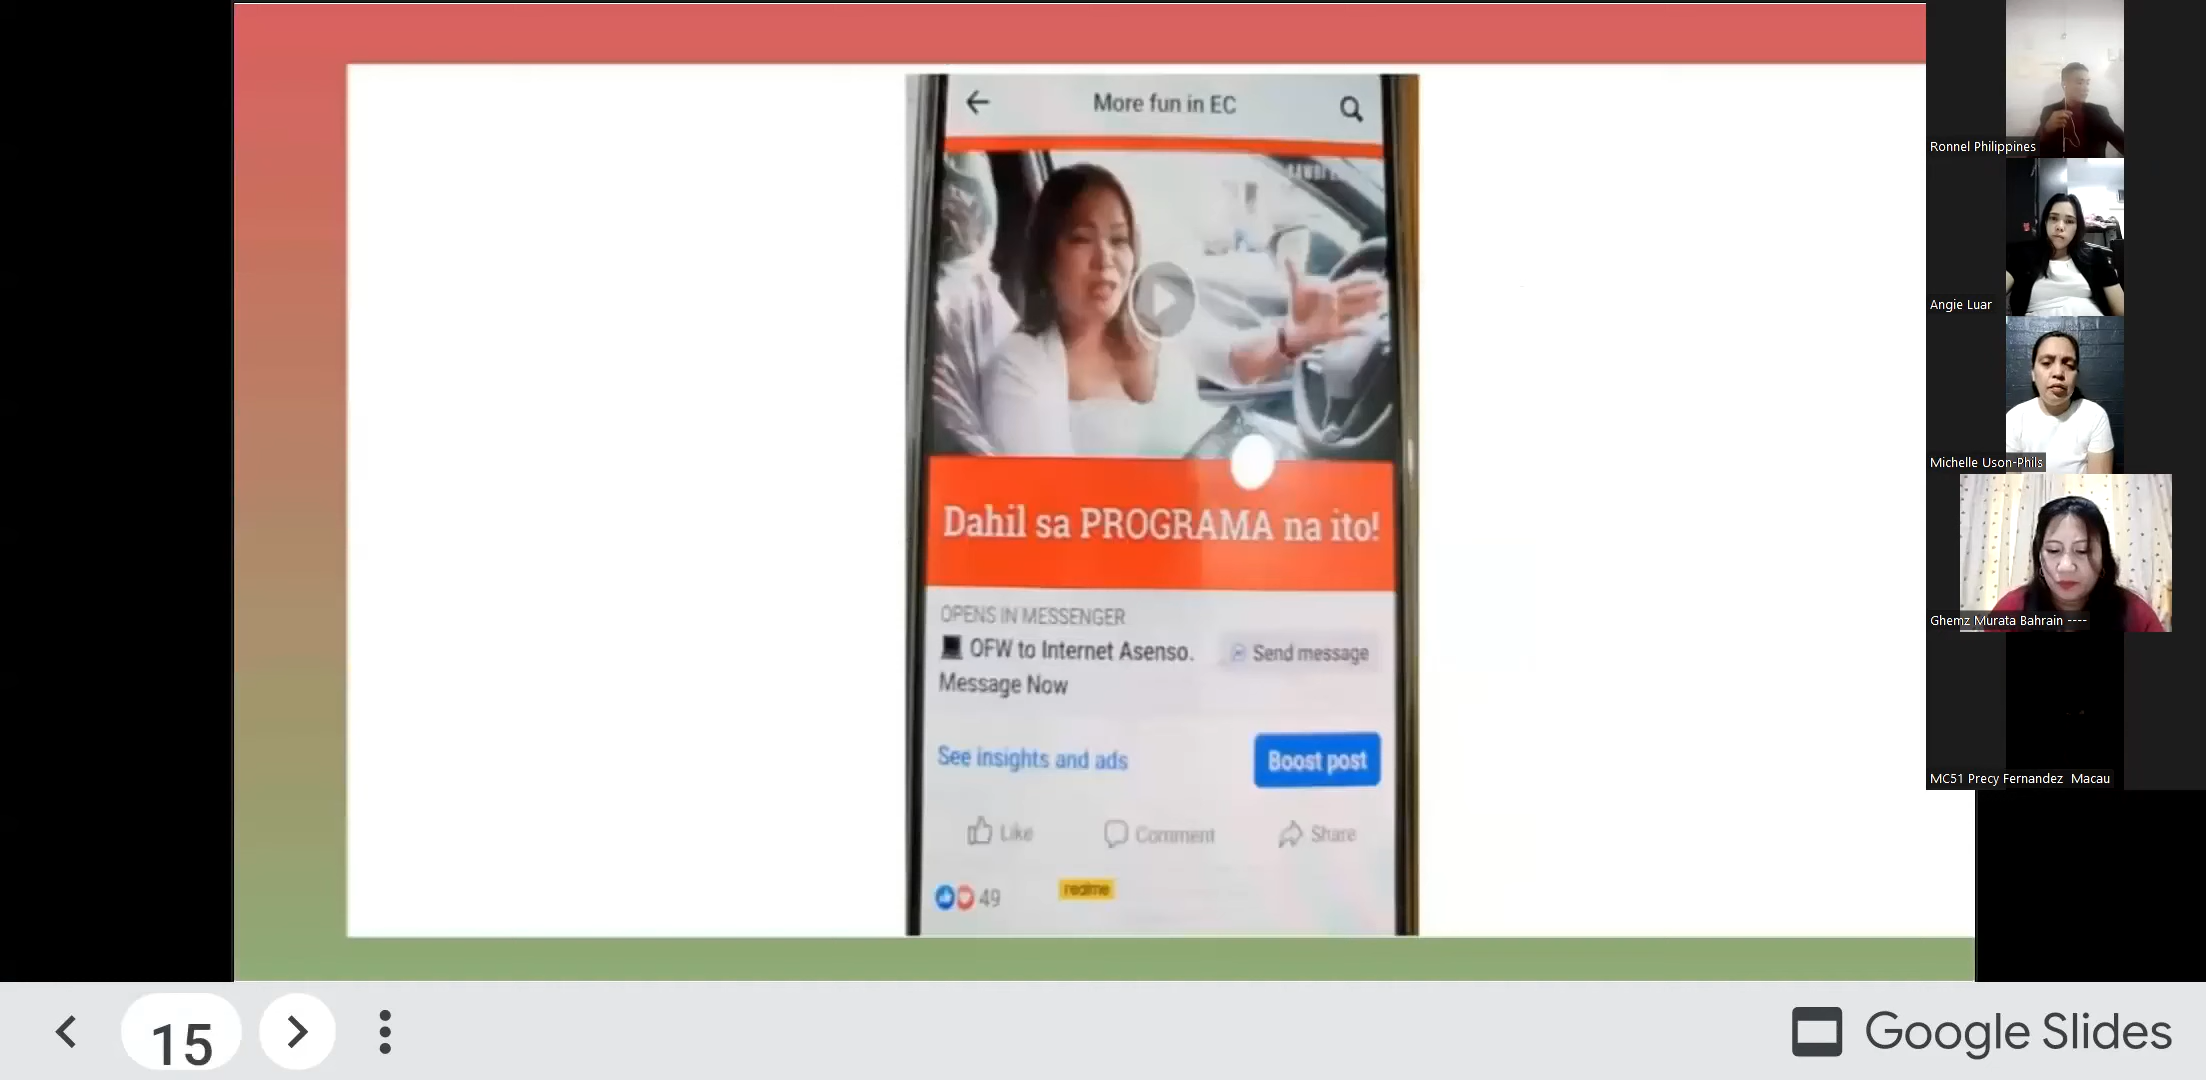 More fun in EC
Dahil sa PROGRAMA na ito!
OPENS IN MESSENGER
OFW to Internet Asenso.
Message Now
Send message
See insights and ads
Boost post
Like
Comment
Share
49
realme
Ronnel Philippines
Angie Luar
Michelle Uson-Phils
Ghemz Murata Bahrain ----
MC51 Precy Fernandez Macau
15
Google Slides